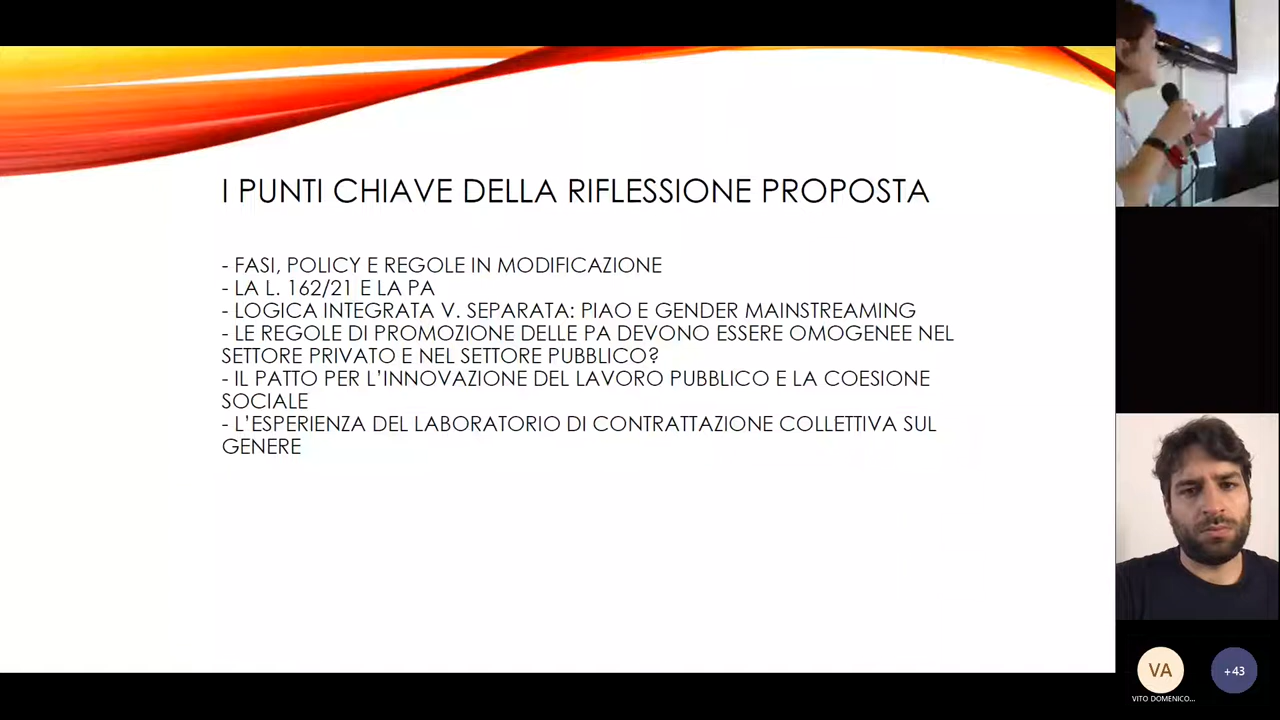 I PUNTI CHIAVE DELLA RIFLESSIONE PROPOSTA
- FASI, POLICY E REGOLE IN MODIFICAZIONE
- LA L. 162/21 E LA PA
- LOGICA INTEGRATA V. SEPARATA: PIAO E GENDER MAINSTREAMING
- LE REGOLE DI PROMOZIONE DELLE PA DEVONO ESSERE OMOGENEE NEL
SETTORE PRIVATO E NEL SETTORE PUBBLICO?
- IL PATTO PER L'INNOVAZIONE DEL LAVORO PUBBLICO E LA COESIONE
SOCIALE
- L'ESPERIENZA DEL LABORATORIO DI CONTRATTAZIONE COLLETTIVA SUL
GENERE
VA
+43
VITO DOMENICO...